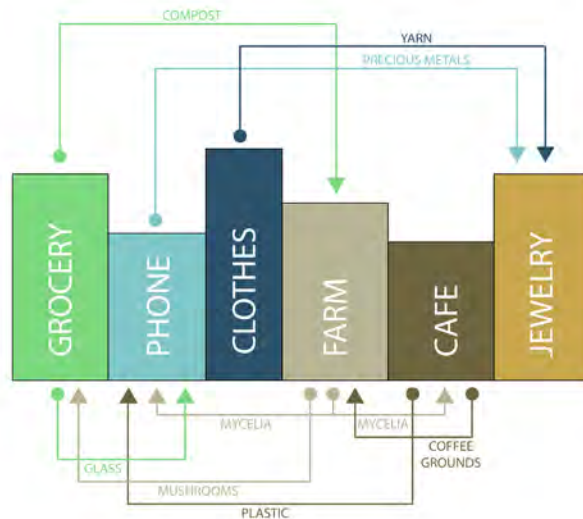 COMPOST
YARN
PRECIOUS METALS
GROCERY
PHONE
CLOTHES
FARM
CAFE
JEWELRY
MYCELIA
MYCELIA
COFFEE
GROUNDS
GLASS
MUSHROOMS
PLASTIC